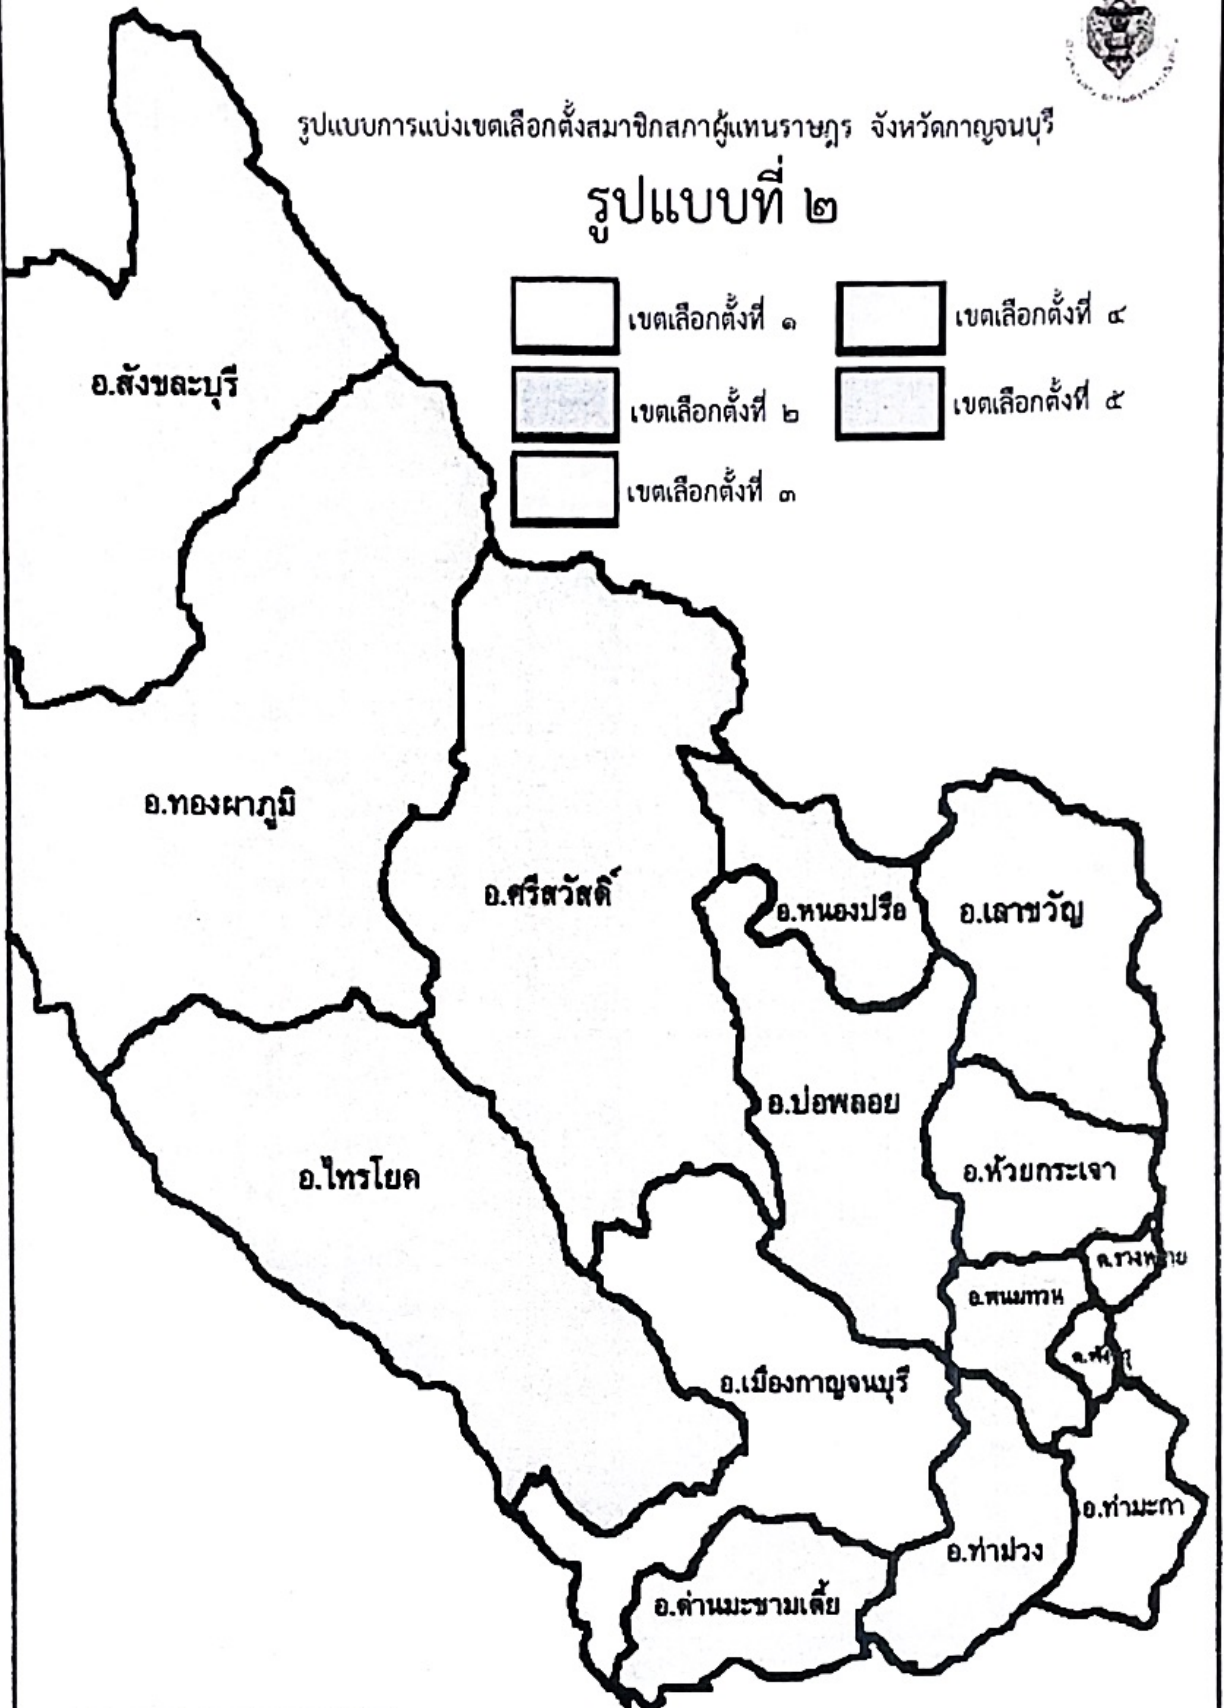 รูปแบบการแบ่งเขตเลือกตั้งสมาชิกสภาผู้แทนราษฎร จังหวัดกาญจนบุรี
รูปแบบที่ ๒
เขตเลือกตั้งที่ ๑
เขตเลือกตั้งที่ ๔
เขตเลือกตั้งที่ ๒
เขตเลือกตั้งที่ ๕
เขตเลือกตั้งที่ ๓
อ.สังขละบุรี
อ.ทองผาภูมิ
อ.ศรีสวัสดิ์
อ.หนองปรือ
อ.เลาขวัญ
อ.บ่อพลอย
อ.ห้วยกระเจา
อ.ไทรโยค
อ.พนมทวน
อ.เมืองกาญจนบุรี
อ.ท่ามะกา
อ.ท่าม่วง
อ.ด่านมะขามเตี้ย